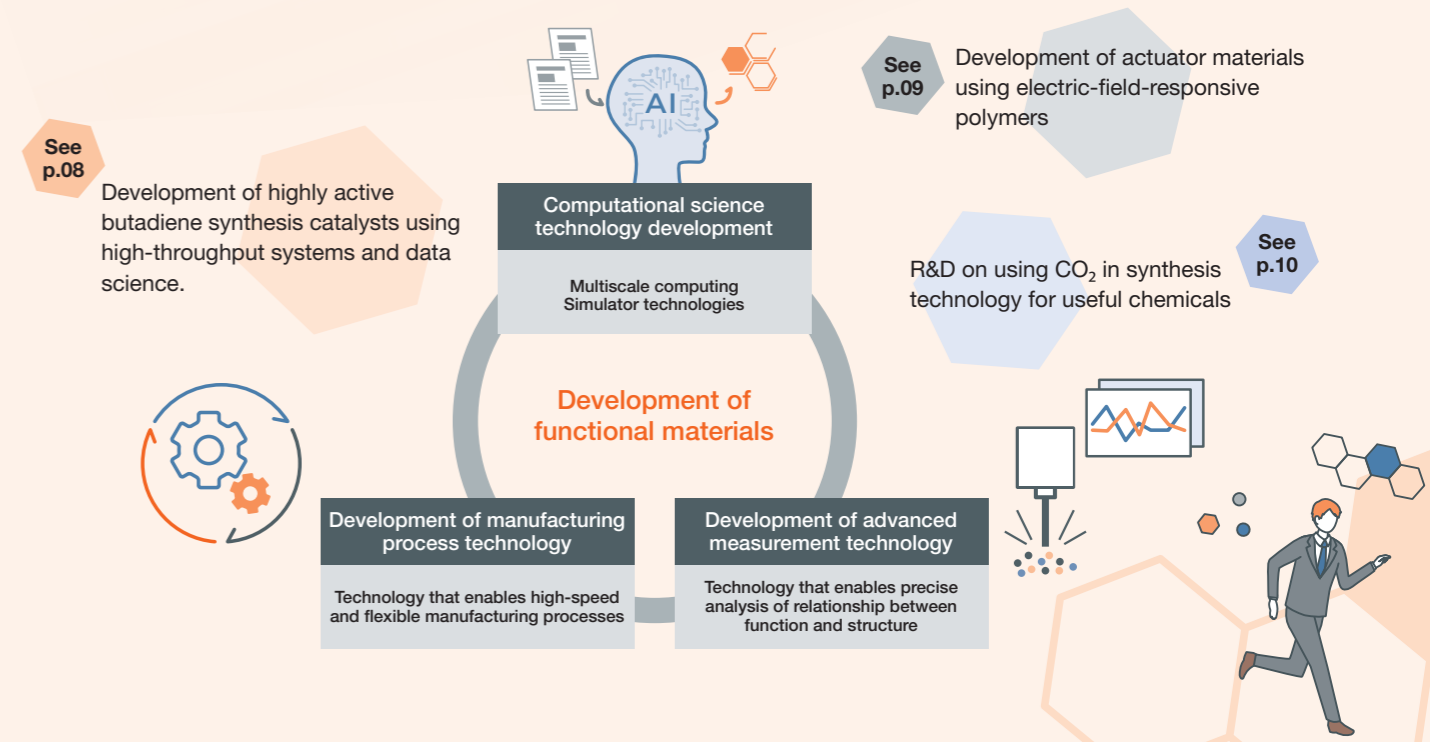 AI
See
p.09
Development of actuator materials
using electric-field-responsive
polymers
See
p.08
Development of highly active
butadiene synthesis catalysts using
high-throughput systems and data
science.
Computational science
technology development
Multiscale computing
Simulator technologies
See
p.10
R&D on using CO₂ in synthesis
technology for useful chemicals
Development of
functional materials
Development of manufacturing
process technology
Technology that enables high-speed
and flexible manufacturing processes
Development of advanced
measurement technology
Technology that enables precise
analysis of relationship between
function and structure